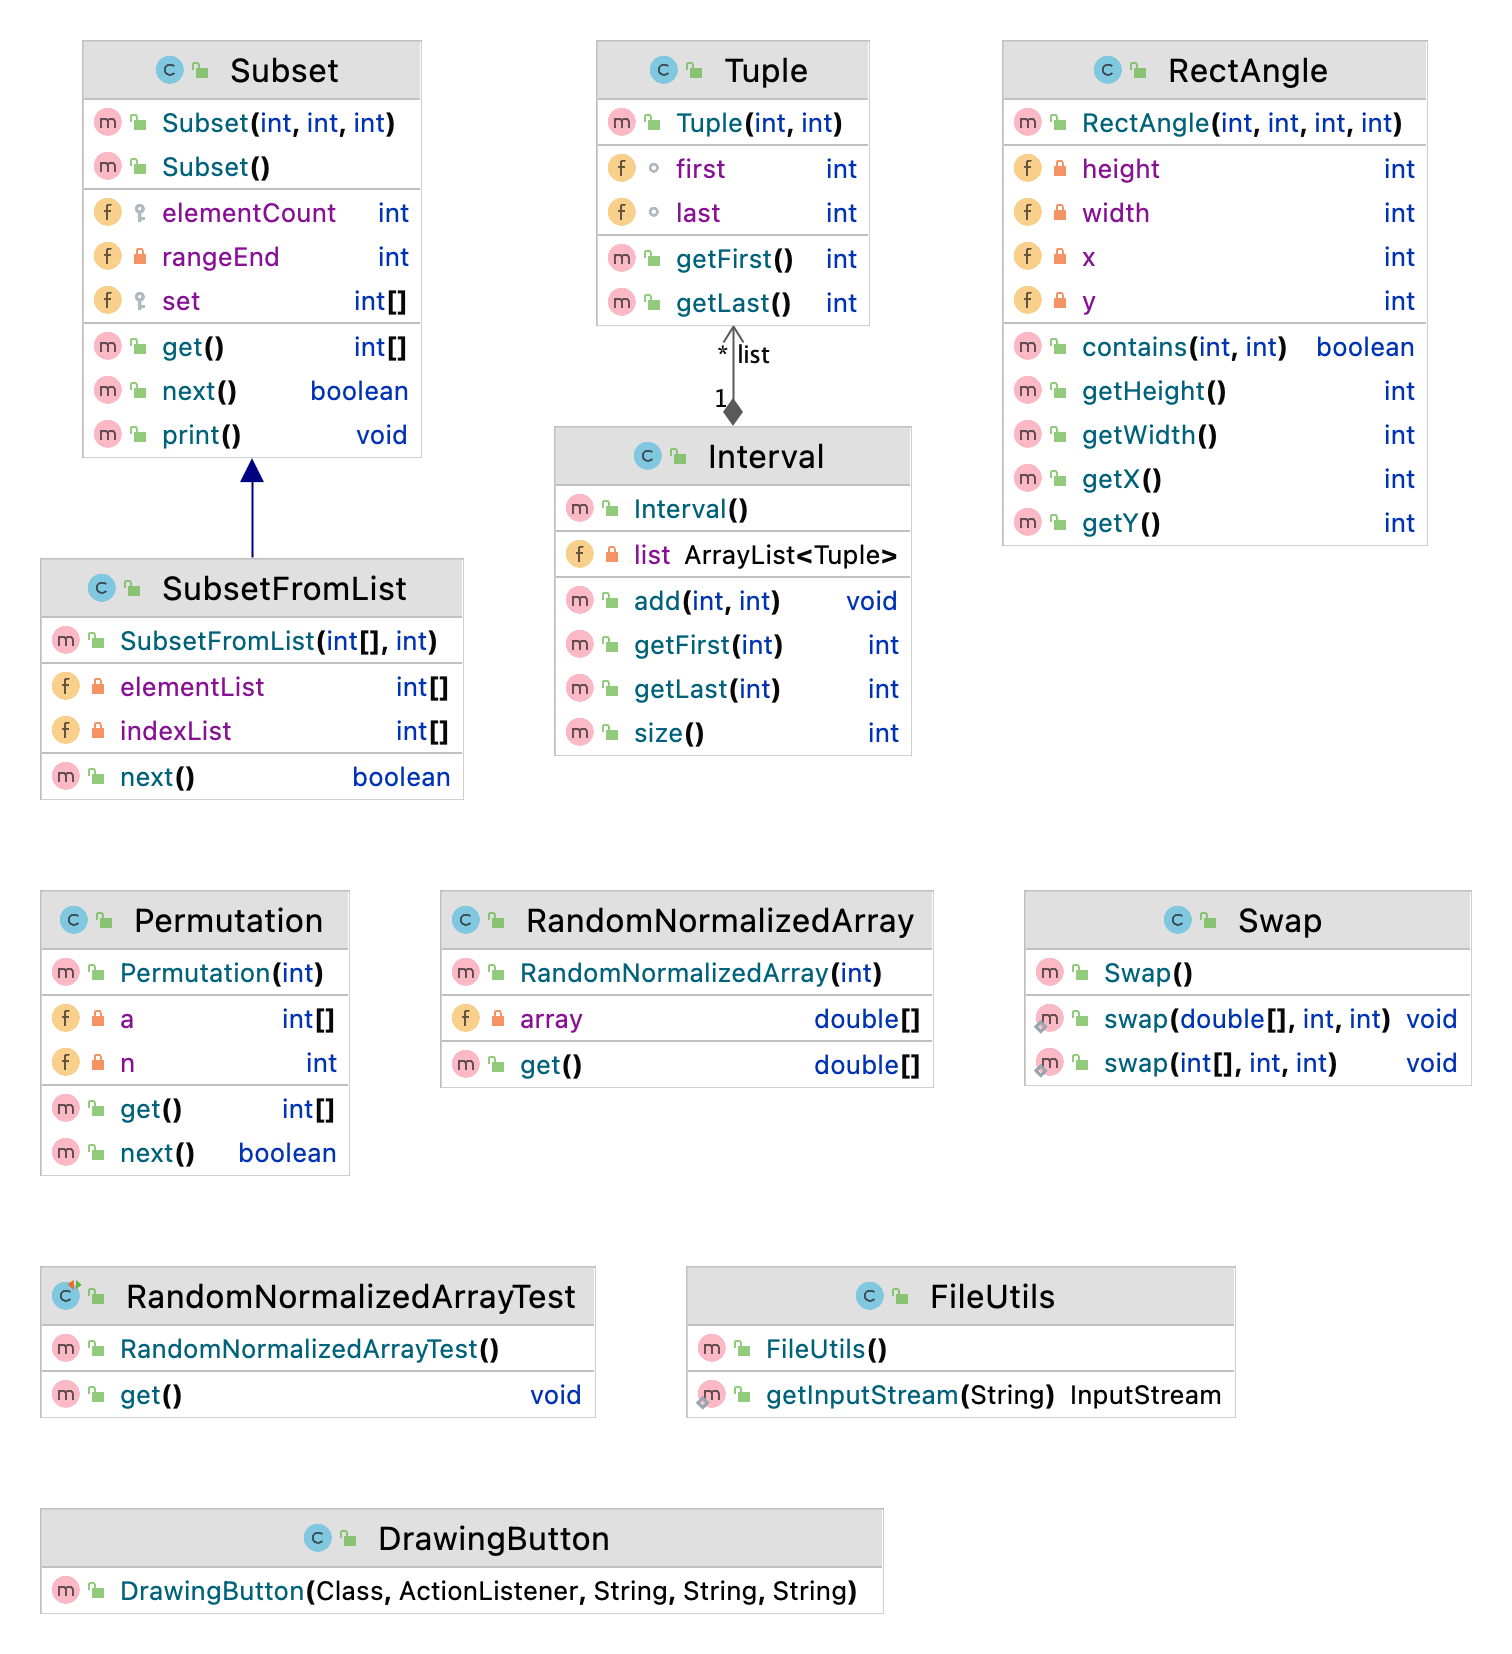 Subset
Subset(int, int, int)
Subset()
elementCount int
rangeEnd int
set int[]
get() int[]
next() boolean
print() void
Tuple
Tuple(int, int)
first int
last int
getFirst() int
getLast() int
* list
1
RectAngle
RectAngle(int, int, int, int)
height int
width int
x int
y int
contains(int, int) boolean
getHeight() int
getWidth() int
getX() int
getY() int
Interval
Interval()
list ArrayList<Tuple>
add(int, int) void
getFirst(int) int
getLast(int) int
size() int
SubsetFromList
SubsetFromList(int[], int)
elementList int[]
indexList int[]
next() boolean
Permutation
Permutation(int)
a int[]
n int
get() int[]
next() boolean
RandomNormalizedArray
RandomNormalizedArray(int)
array double[]
get() double[]
Swap
Swap()
swap(double[], int, int) void
swap(int[], int, int) void
RandomNormalizedArrayTest
RandomNormalizedArrayTest()
get() void
FileUtils
FileUtils()
getInputStream(String) InputStream
DrawingButton
DrawingButton(Class, ActionListener, String, String, String)